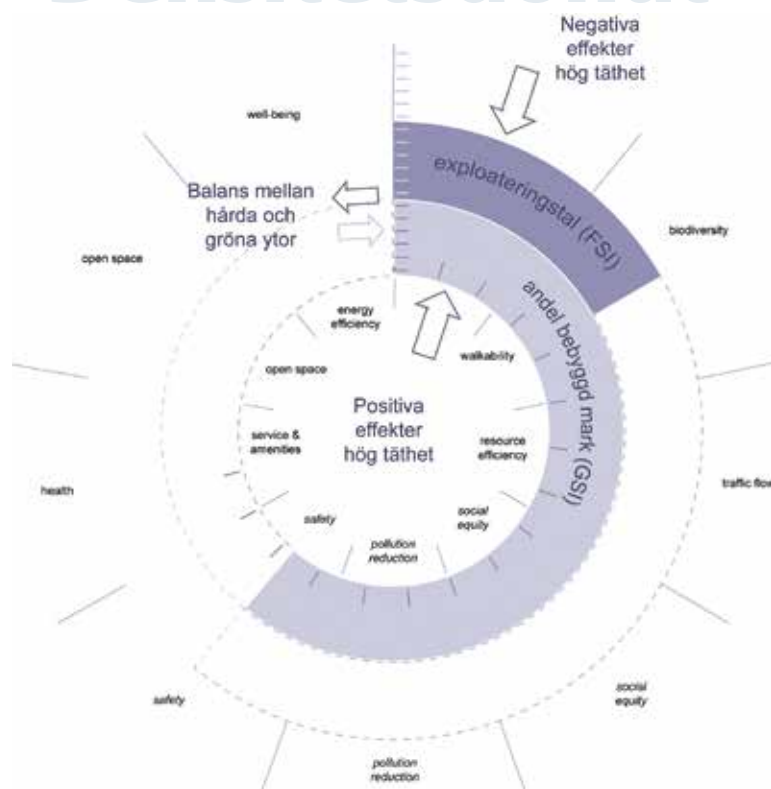 Negativa
effekter
hög täthet
well-being
exploateringstal (FSI)
Balans mellan
hårda och
gröna ytor
biodiversity
open space
andel bebyggd mark (GSI)
energy
efficiency
walkability
open space
Positiva
effekter
hög täthet
service &
amenities
resource
efficiency
health
traffic flow
safety
social
equity
pollution
reduction
safety
social
equity
pollution
reduction